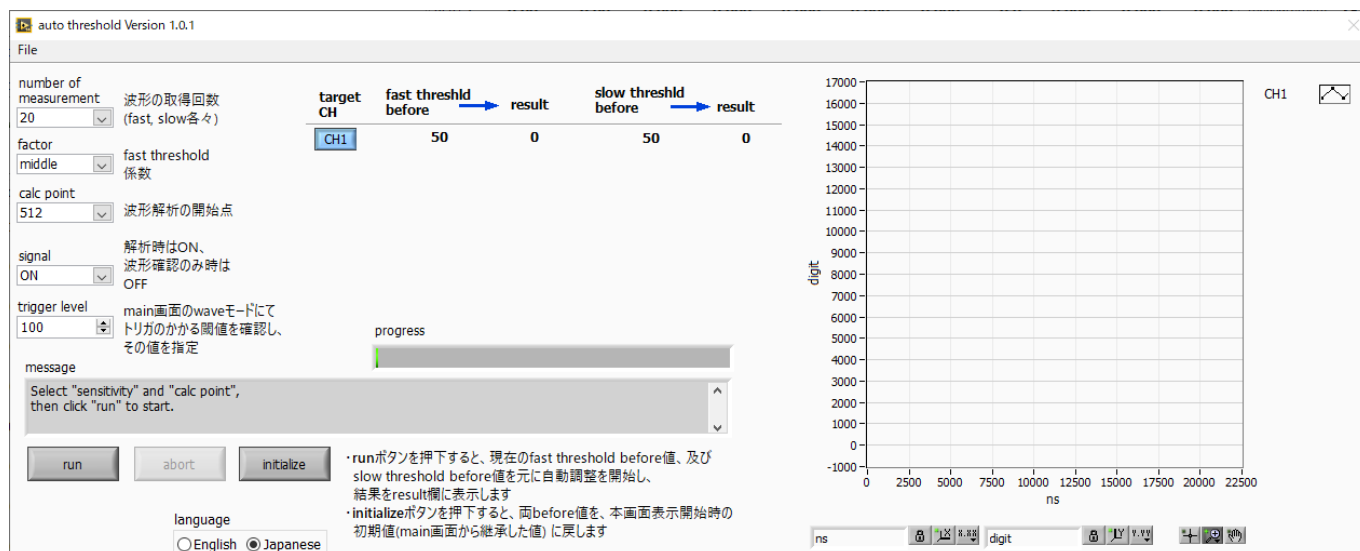 auto threshold Version 1.0.1
File
number of
measurement
20
波形の取得回数
(fast, slow各々)
factor
middle
fast threshold
係数
calc point
512
波形解析の開始点
signal
ON
解析時はON、
波形確認のみ時は
OFF
trigger level
100
main画面のwaveモードにて
トリガのかかる閾値を確認し、
その値を指定
target
CH
fast threshld
before
result
slow threshld
before
result
CH1
50
0
50
0
progress
message
Select "sensitivity" and "calc point",
then click "run" to start.
run
abort
initialize
・runボタンを押下すると、現在のfast threshold before値、及び
slow threshold before値を元に自動調整を開始し、
結果をresult欄に表示します
・initializeボタンを押下すると、両before値を、本画面表示開始時の
初期値(main画面から継承した値) に戻します
language
English
Japanese
17000
16000
15000
14000
13000
12000
11000
10000
9000
8000
7000
6000
5000
4000
3000
2000
1000
0
-1000
digit
0
2500
5000
7500
10000
12500
15000
17500
20000
22500
ns
CH1
ns
digit